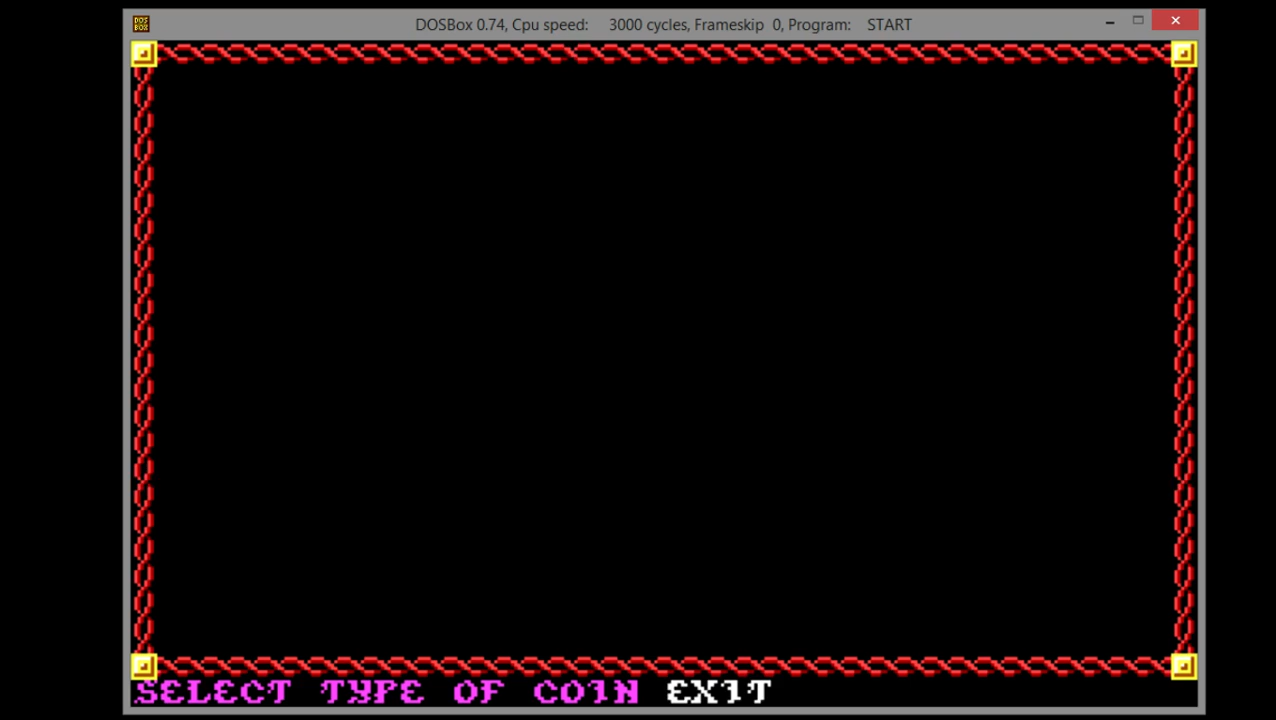 DOSBox 0.74, Cpu speed: 3000 cycles, Frameskip 0, Program: START
SELECT TYPE OF COIN EXIT